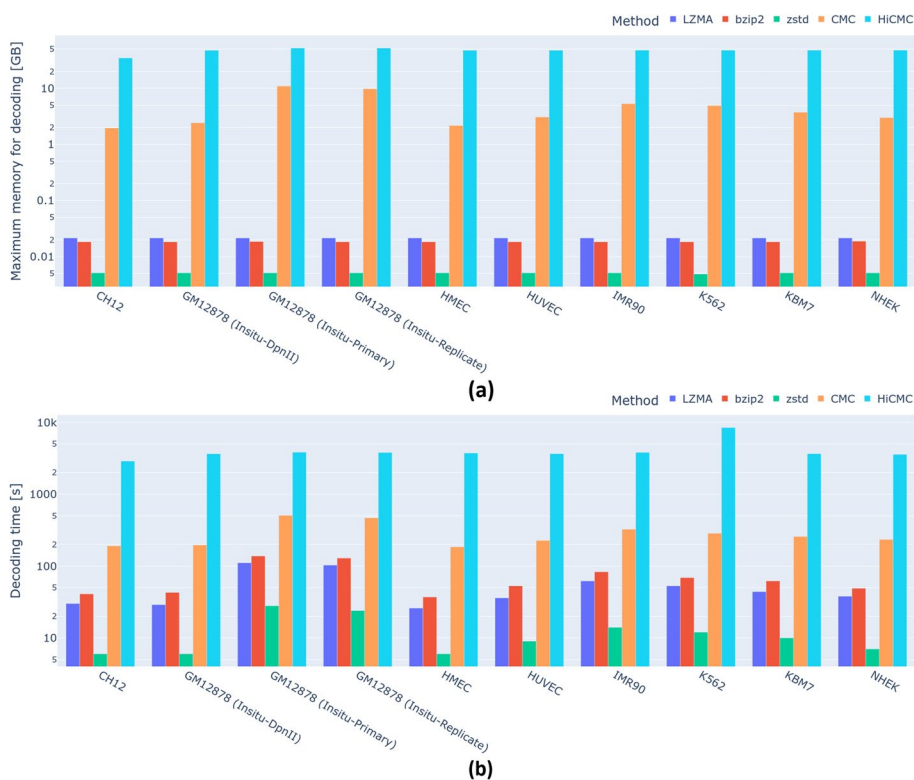 Method LZMA bzip2 zstd CMC HiCMC
Maximum memory for decoding [GB]
5
10
5
2
1
5
2
0.1
5
2
0.01
5
CH12
GM12878 (Insitu-DpnII)
GM12878 (Insitu-Primary)
GM12878 (Insitu-Replicate)
HMEC
HUVEC
IMR90
K562
KBM7
NHEK
(a)
Method LZMA bzip2 zstd CMC HiCMC
Decoding time [s]
10k
5
2
1000
5
2
100
5
2
10
5
CH12
GM12878 (Insitu-DpnII)
GM12878 (Insitu-Primary)
GM12878 (Insitu-Replicate)
HMEC
HUVEC
IMR90
K562
KBM7
NHEK
(b)